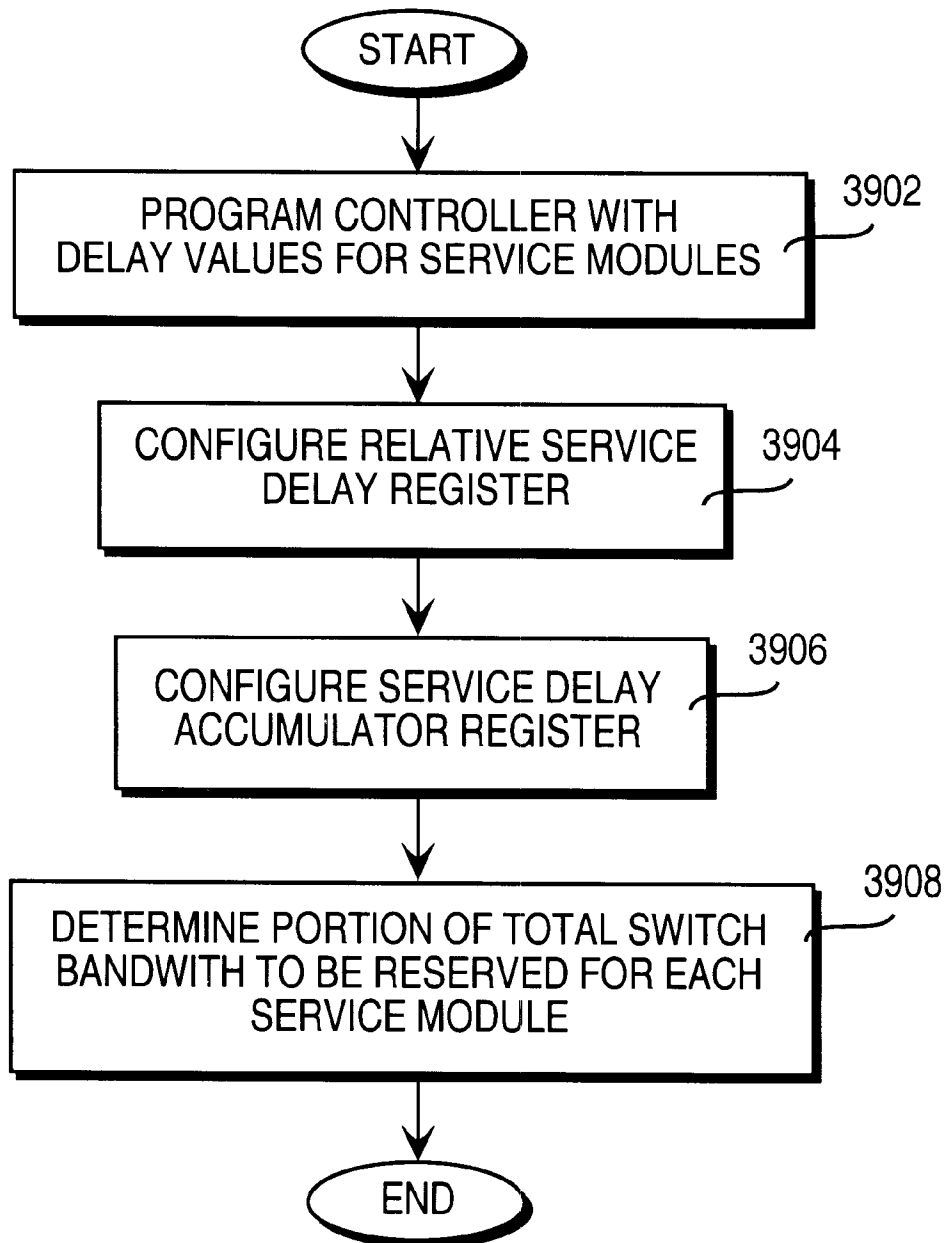 START
PROGRAM CONTROLLER WITH
DELAY VALUES FOR SERVICE MODULES
3902
CONFIGURE RELATIVE SERVICE
DELAY REGISTER
3904
CONFIGURE SERVICE DELAY
ACCUMULATOR REGISTER
3906
DETERMINE PORTION OF TOTAL SWITCH
BANDWITH TO BE RESERVED FOR EACH
SERVICE MODULE
3908
END